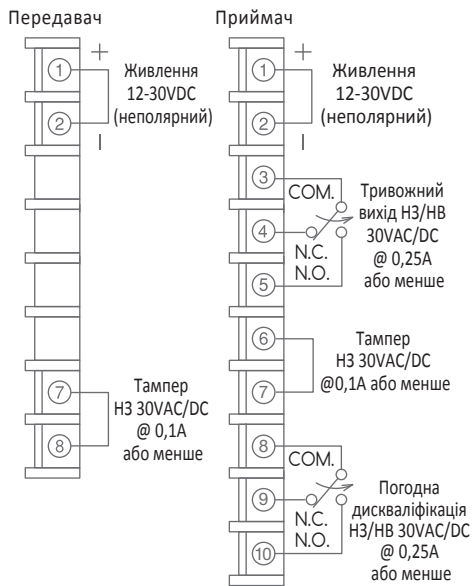 Передавач
+
1
2
Живлення
12-30VDC
(неполярний)
7
8
Тампер
НЗ 30VAC/DC
@ 0,1A
або менше
Приймач
+
1
2
Живлення
12-30VDC
(неполярний)
3
COM.
4
N.C.
N.O.
5
Тривожний
вихід НЗ/НВ
30VAC/DC
@ 0,25A
або менше
6
7
Тампер
НЗ 30VAC/DC
@0,1A або менше
8
COM.
9
N.C.
N.O.
10
Погодна
дискваліфікація
НЗ/НВ 30VAC/DC
@ 0,25A
або менше